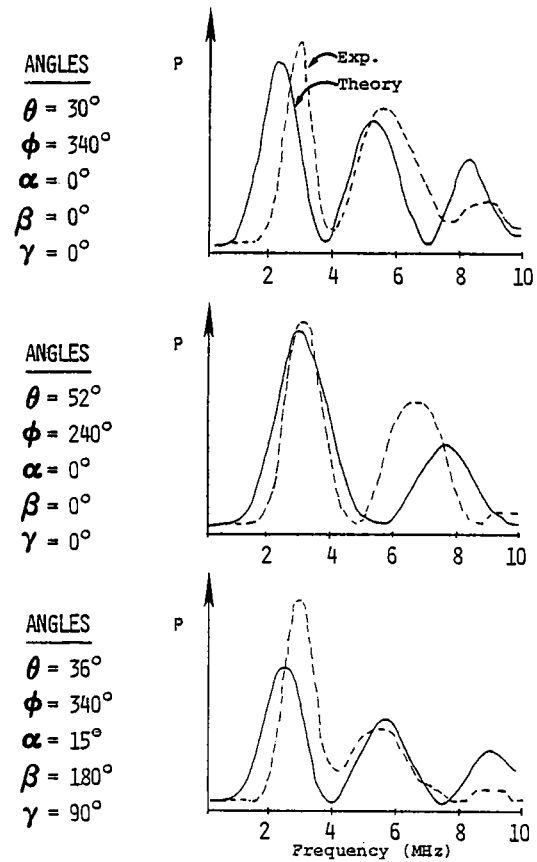 ANGLES
θ = 30°
ϕ = 340°
α = 0°
β = 0°
γ = 0°
P
Exp.
Theory
2 4 6 8 10
ANGLES
θ = 52°
ϕ = 240°
α = 0°
β = 0°
γ = 0°
P
2 4 6 8 10
ANGLES
θ = 36°
ϕ = 340°
α = 15°
β = 180°
γ = 90°
P
2 4 6 8 10
Frequency (MHz)